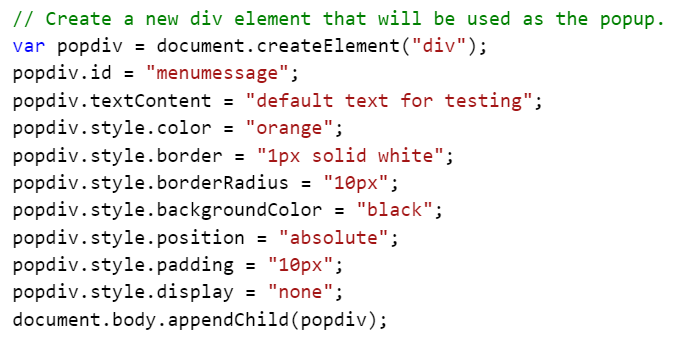 // Create a new div element that will be used as the popup.
var popdiv = document.createElement("div");
popdiv.id = "menumessage";
popdiv.textContent = "default text for testing";
popdiv.style.color = "orange";
popdiv.style.border = "1px solid white";
popdiv.style.borderRadius = "10px";
popdiv.style.backgroundColor = "black";
popdiv.style.position = "absolute";
popdiv.style.padding = "10px";
popdiv.style.display = "none";
document.body.appendChild(popdiv);